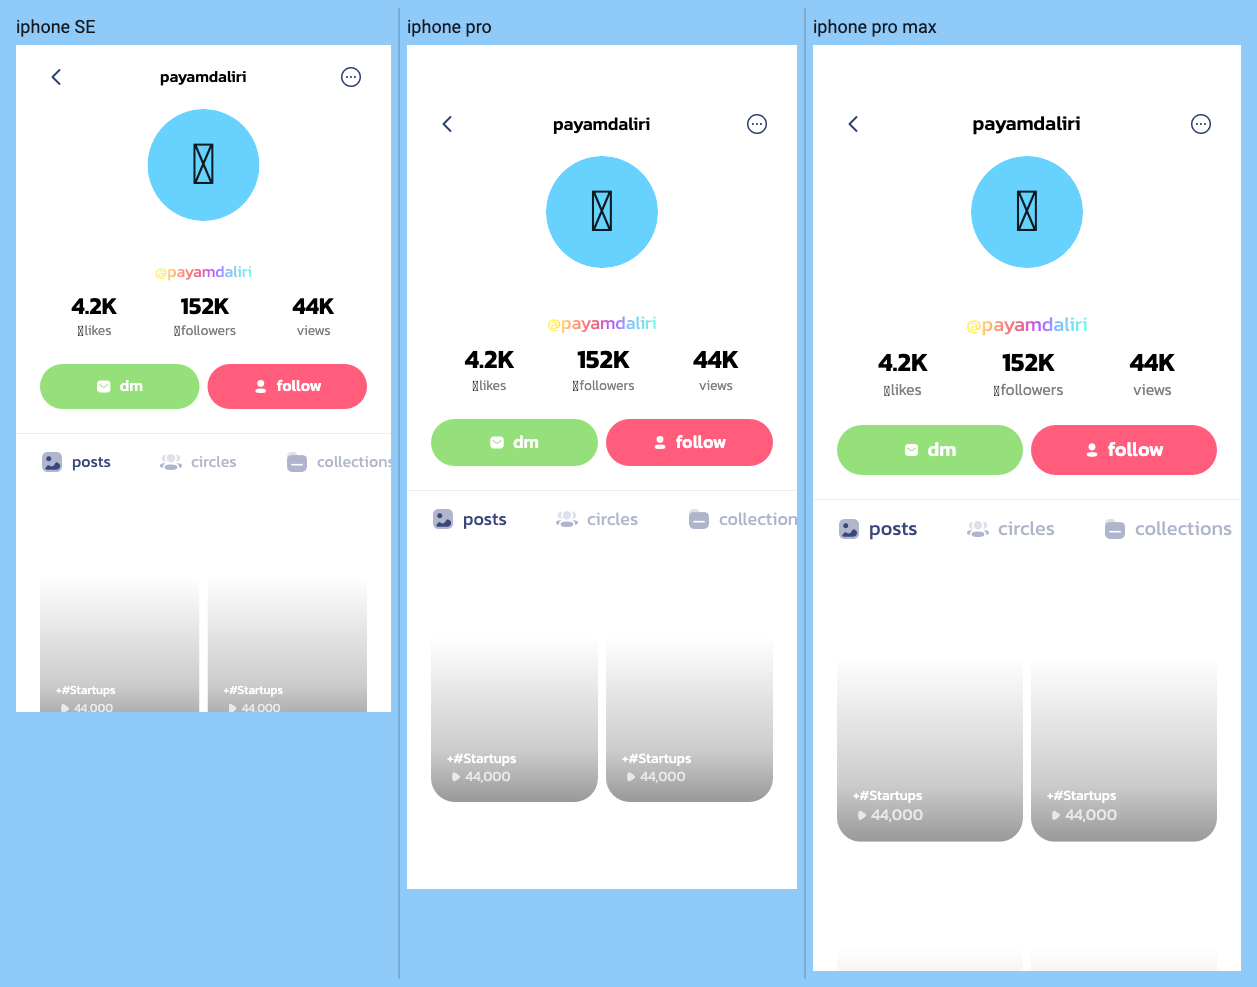 iphone SE
payamdaliri
@payamdaliri
4.2K 152K 44K
likes followers views
dm follow
posts circles collections
+#Startups +#Startups
44,000 44,000
iphone pro
payamdaliri
@payamdaliri
4.2K 152K 44K
likes followers views
dm follow
posts circles collection
+#Startups +#Startups
44,000 44,000
iphone pro max
payamdaliri
@payamdaliri
4.2K 152K 44K
likes followers views
dm follow
posts circles collections
+#Startups +#Startups
44,000 44,000